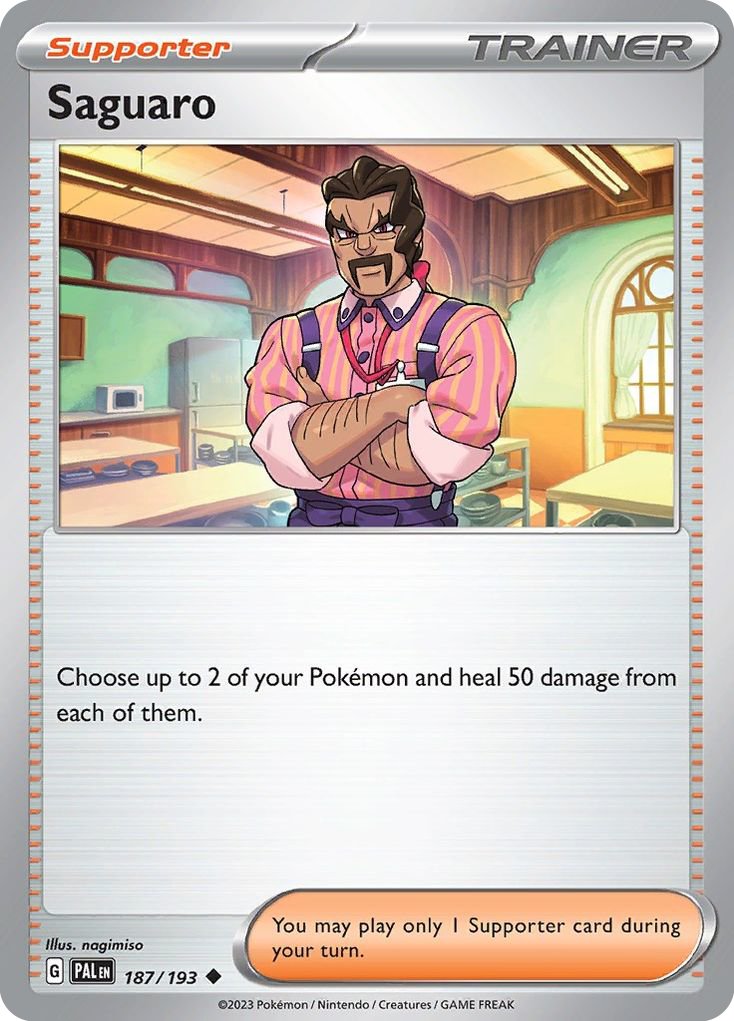 Supporter
TRAINER
Saguaro
Choose up to 2 of your Pokémon and heal 50 damage from
each of them.
You may play only 1 Supporter card during
your turn.
Illus. nagimiso
G PAL EN 187/193 ◆
©2023 Pokémon / Nintendo / Creatures / GAME FREAK